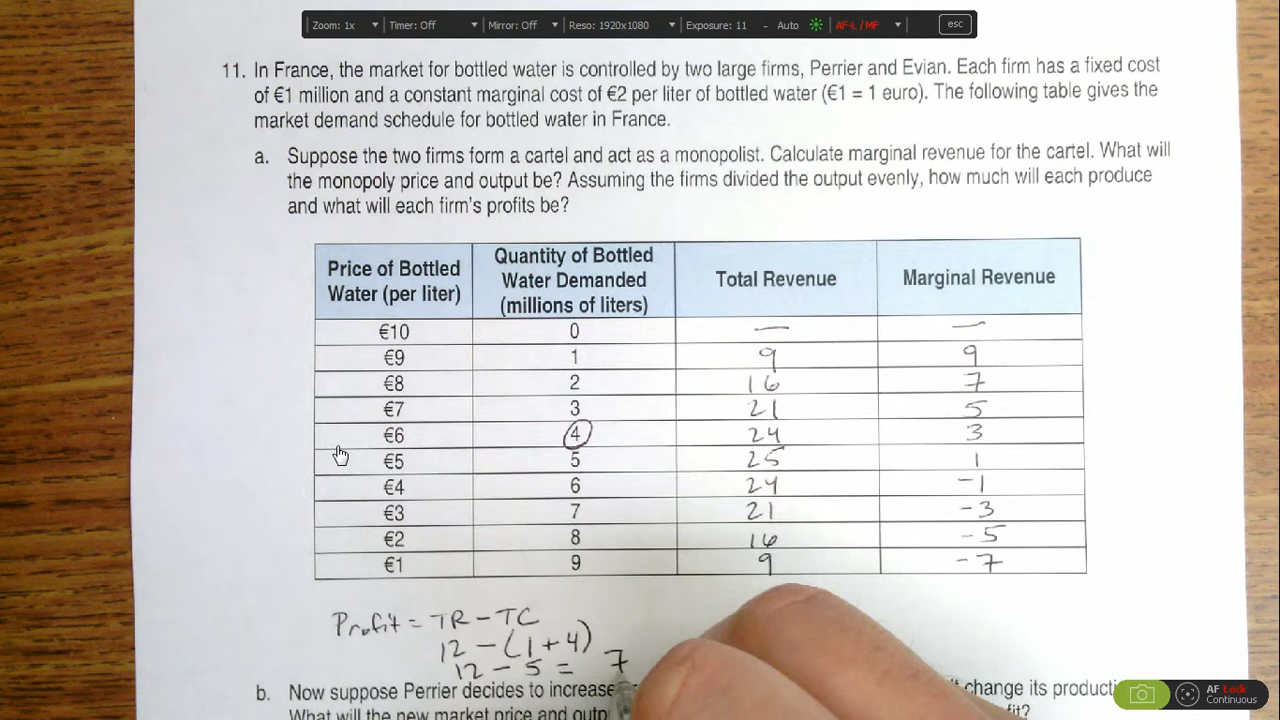 Zoom: 1x Timer: Off Mirror: Off Reso: 1920x1080 Exposure: 11 - Auto AF-L / MF esc
11. In France, the market for bottled water is controlled by two large firms, Perrier and Evian. Each firm has a fixed cost
of €1 million and a constant marginal cost of €2 per liter of bottled water (€1 = 1 euro). The following table gives the
market demand schedule for bottled water in France.
a. Suppose the two firms form a cartel and act as a monopolist. Calculate marginal revenue for the cartel. What will
the monopoly price and output be? Assuming the firms divided the output evenly, how much will each produce
and what will each firm's profits be?
Price of Bottled Water (per liter) Quantity of Bottled Water Demanded (millions of liters) Total Revenue Marginal Revenue
€10 0 — —
€9 1 9 9
€8 2 16 7
€7 3 21 5
€6 4 24 3
€5 5 25 1
€4 6 24 -1
€3 7 21 -3
€2 8 16 -5
€1 9 9 -7
Profit = TR - TC
12 - (1 + 4)
12 - 5 = 7
b. Now suppose Perrier decides to increase change its producti
What will the new market price and outp fit?
AF Lock
Continuous